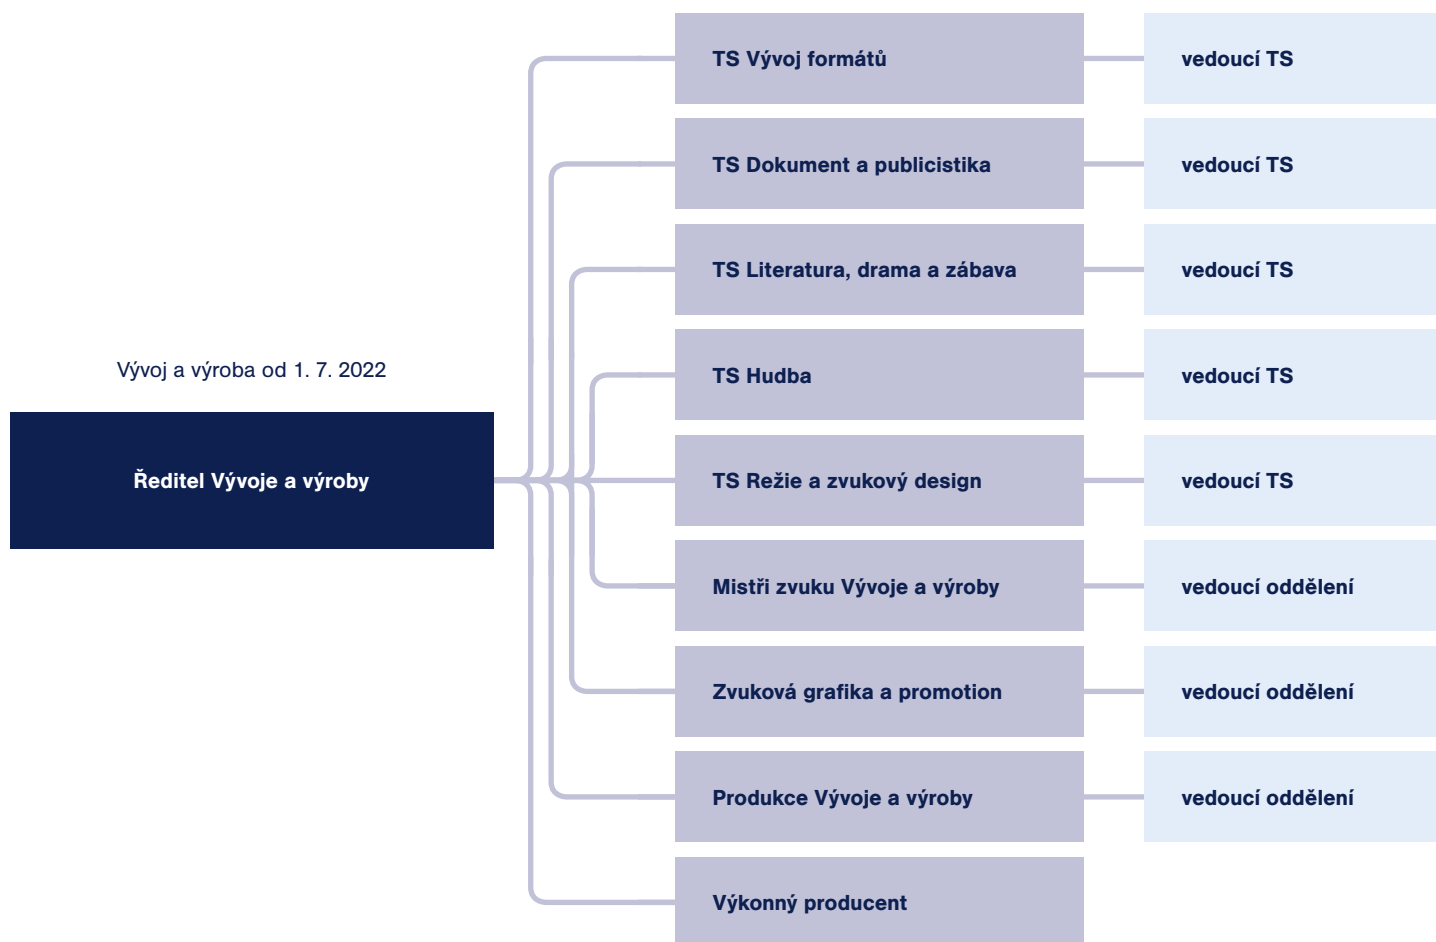 TS Vývoj formátů
vedoucí TS
TS Dokument a publicistika
vedoucí TS
TS Literatura, drama a zábava
vedoucí TS
Vývoj a výroba od 1. 7. 2022
TS Hudba
vedoucí TS
Ředitel Vývoje a výroby
TS Režie a zvukový design
vedoucí TS
Mistři zvuku Vývoje a výroby
vedoucí oddělení
Zvuková grafika a promotion
vedoucí oddělení
Produkce Vývoje a výroby
vedoucí oddělení
Výkonný producent